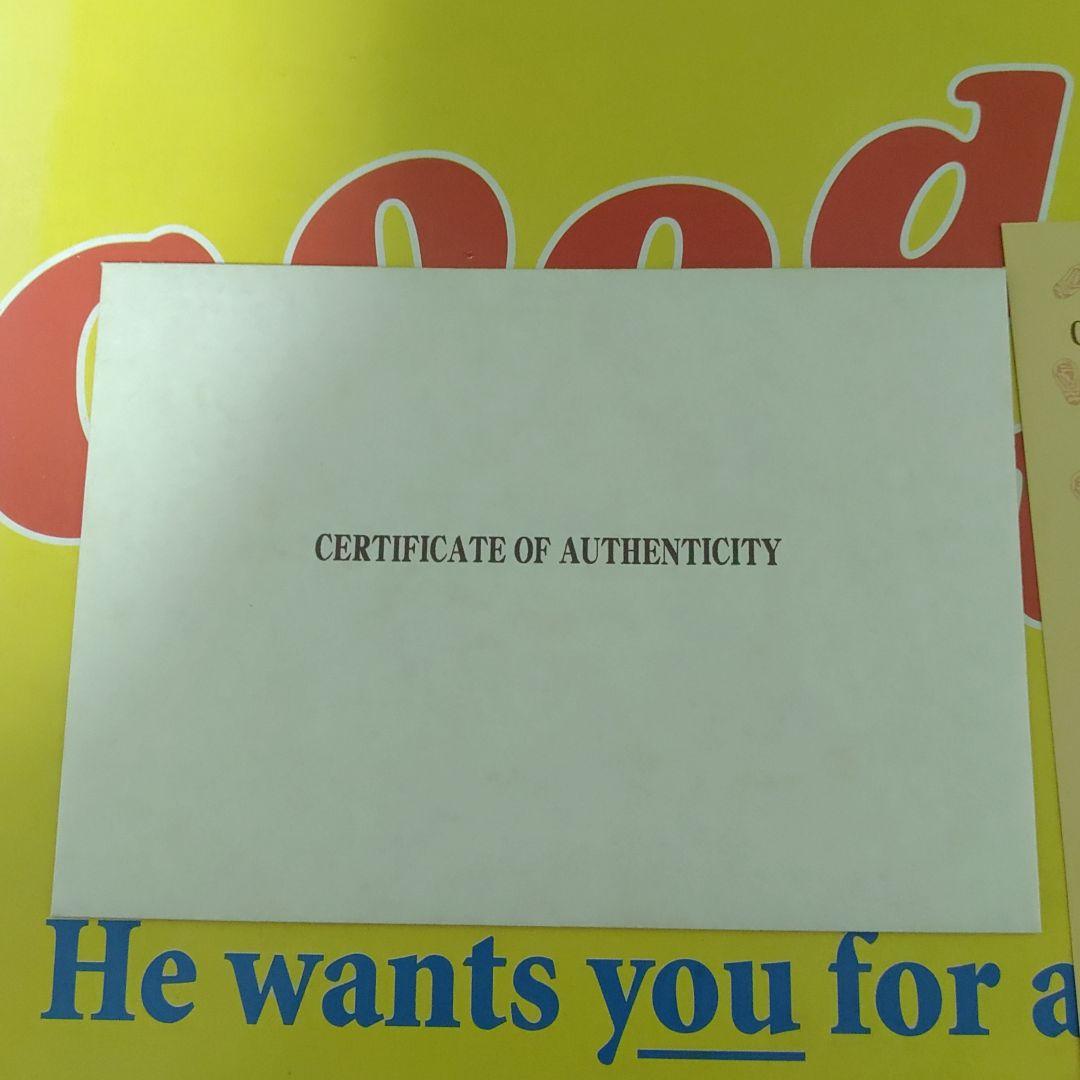 CERTIFICATE OF AUTHENTICITY
He wants you for a